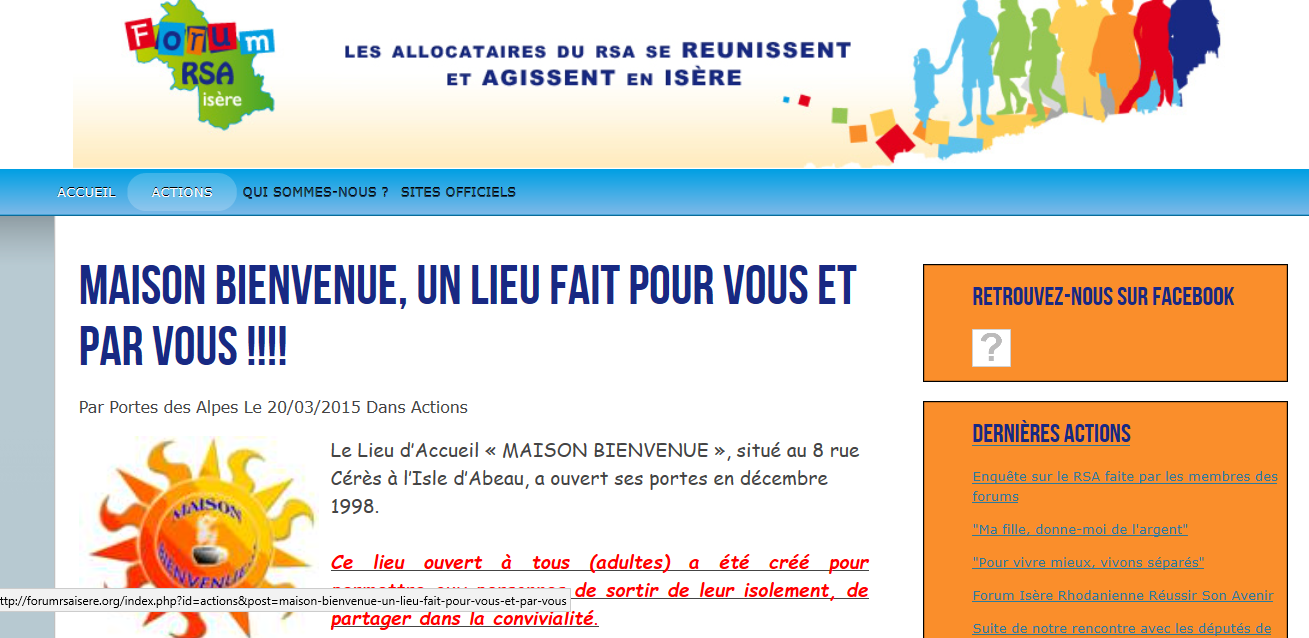 Forum
RSA
isère
LES ALLOCATAIRES DU RSA SE REUNISSENT
ET AGISSENT EN ISÈRE
ACCUEIL ACTIONS QUI SOMMES-NOUS ? SITES OFFICIELS
MAISON BIENVENUE, UN LIEU FAIT POUR VOUS ET
PAR VOUS !!!!
Par Portes des Alpes Le 20/03/2015 Dans Actions
MAISON
BIENVENUE
Le Lieu d’Accueil « MAISON BIENVENUE », situé au 8 rue
Cérès à l’Isle d’Abeau, a ouvert ses portes en décembre
1998.
Ce lieu ouvert à tous (adultes) a été créé pour
de sortir de leur isolement, de
partager dans la convivialité.
ttp://forumrsaisere.org/index.php?id=actions&post=maison-bienvenue-un-lieu-fait-pour-vous-et-par-vous
RETROUVEZ-NOUS SUR FACEBOOK
?
DERNIÈRES ACTIONS
Enquête sur le RSA faite par les membres des
forums
"Ma fille, donne-moi de l'argent"
"Pour vivre mieux, vivons séparés"
Forum Isère Rhodanienne Réussir Son Avenir
Suite de notre rencontre avec les députés de